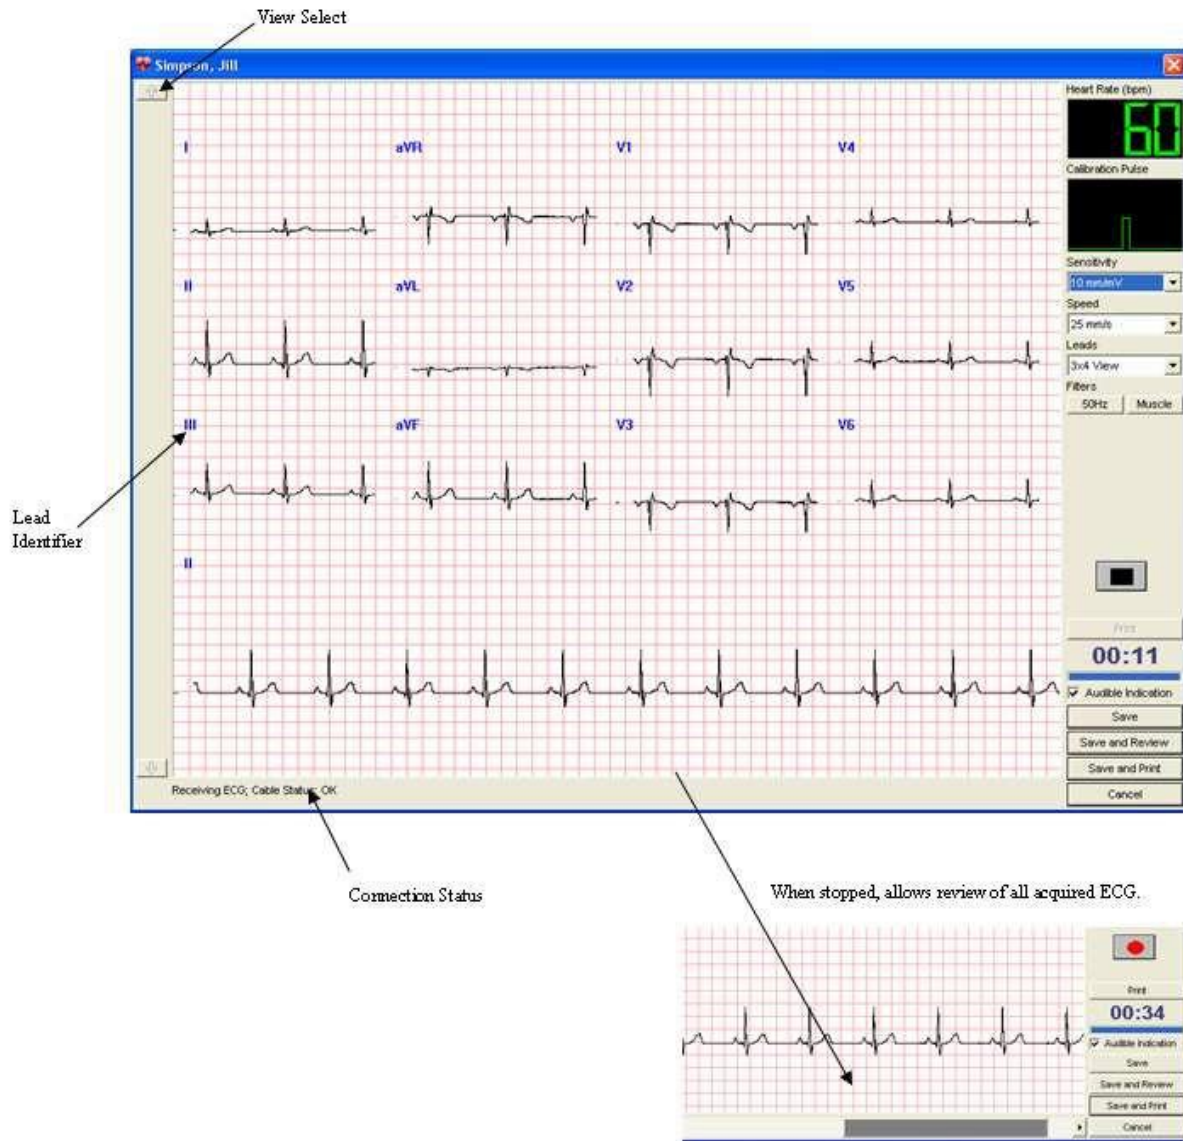 View Select
Simpson, Jill
Heart Rate (bpm)
60
Calibration Pulse
I aVR V1 V4
Sensitivity
10 mm/mV
II aVL V2 V5
Speed
25 mm/s
Leads
3x4 View
Filters
50Hz Muscle
III aVF V3 V6
Lead
Identifier
II
Print
00:11
Audible Indication
Save
Save and Review
Save and Print
Cancel
Receiving ECG; Cable Status: OK
Connection Status
When stopped, allows review of all acquired ECG.
Print
00:34
Audible Indication
Save
Save and Review
Save and Print
Cancel